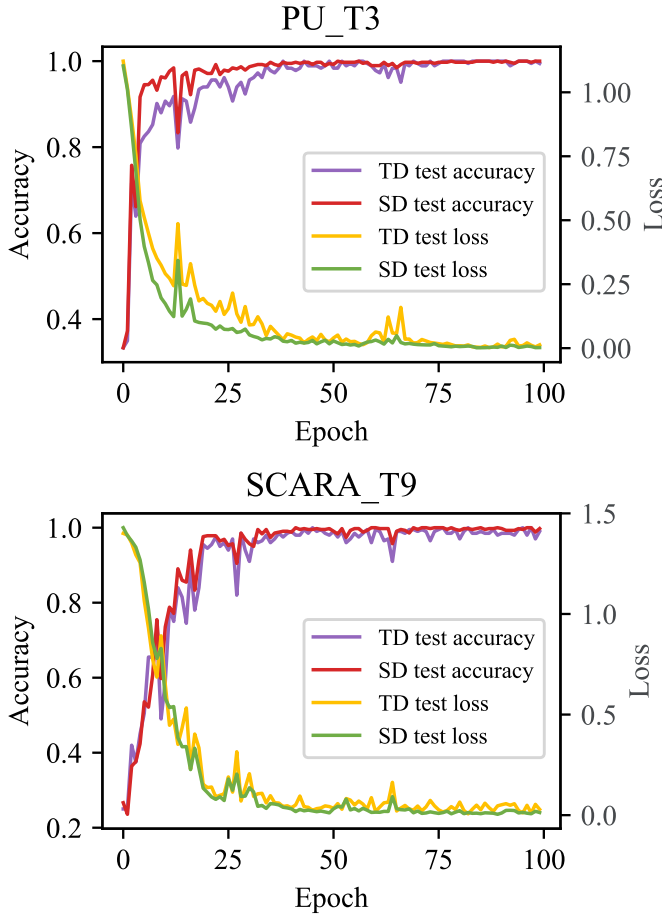 PU_T3
1.0
0.8
0.6
0.4
Accuracy
1.00
0.75
0.50
0.25
0.00
Loss
TD test accuracy
SD test accuracy
TD test loss
SD test loss
0 25 50 75 100
Epoch
SCARA_T9
1.0
0.8
0.6
0.4
0.2
Accuracy
1.5
1.0
0.5
0.0
Loss
TD test accuracy
SD test accuracy
TD test loss
SD test loss
0 25 50 75 100
Epoch